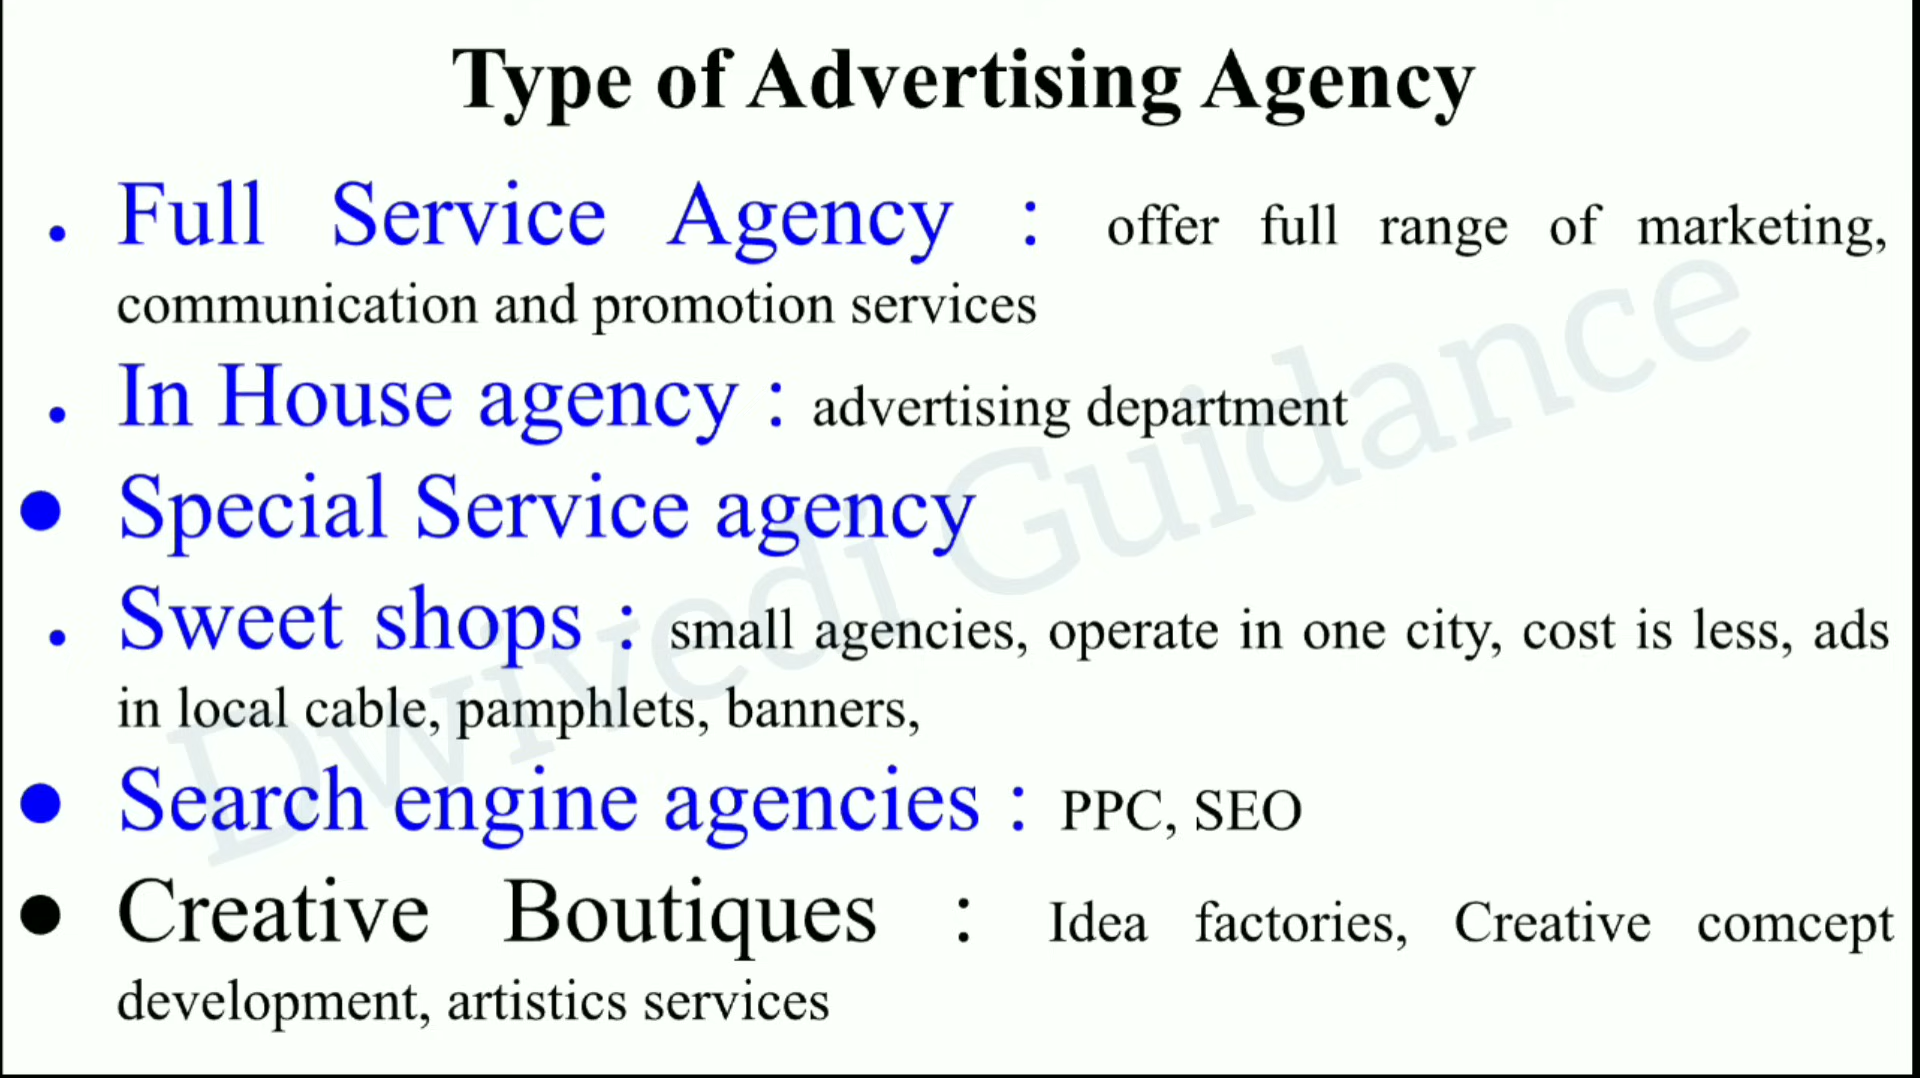 Type of Advertising Agency
• Full Service Agency : offer full range of marketing,
communication and promotion services
• In House agency : advertising department
• Special Service agency
• Sweet shops : small agencies, operate in one city, cost is less, ads
in local cable, pamphlets, banners,
• Search engine agencies : PPC, SEO
• Creative Boutiques : Idea factories, Creative comcept
development, artistics services
Dwivedi Guidance